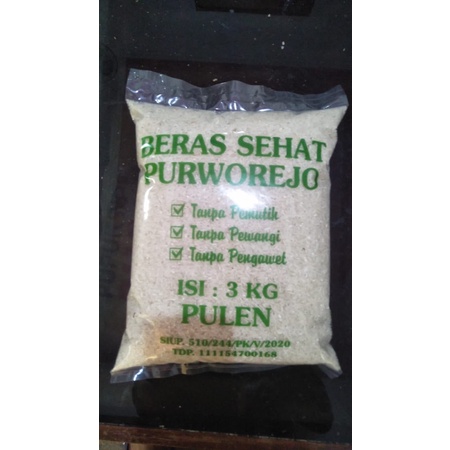 BERAS SEHAT
PURWOREJO
Tanpa Pemutih
Tanpa Pewangi
Tanpa Pengawet
ISI : 3 KG
PULEN
SIUP. 510/244/PK/V/2020
TDP. 111154700168